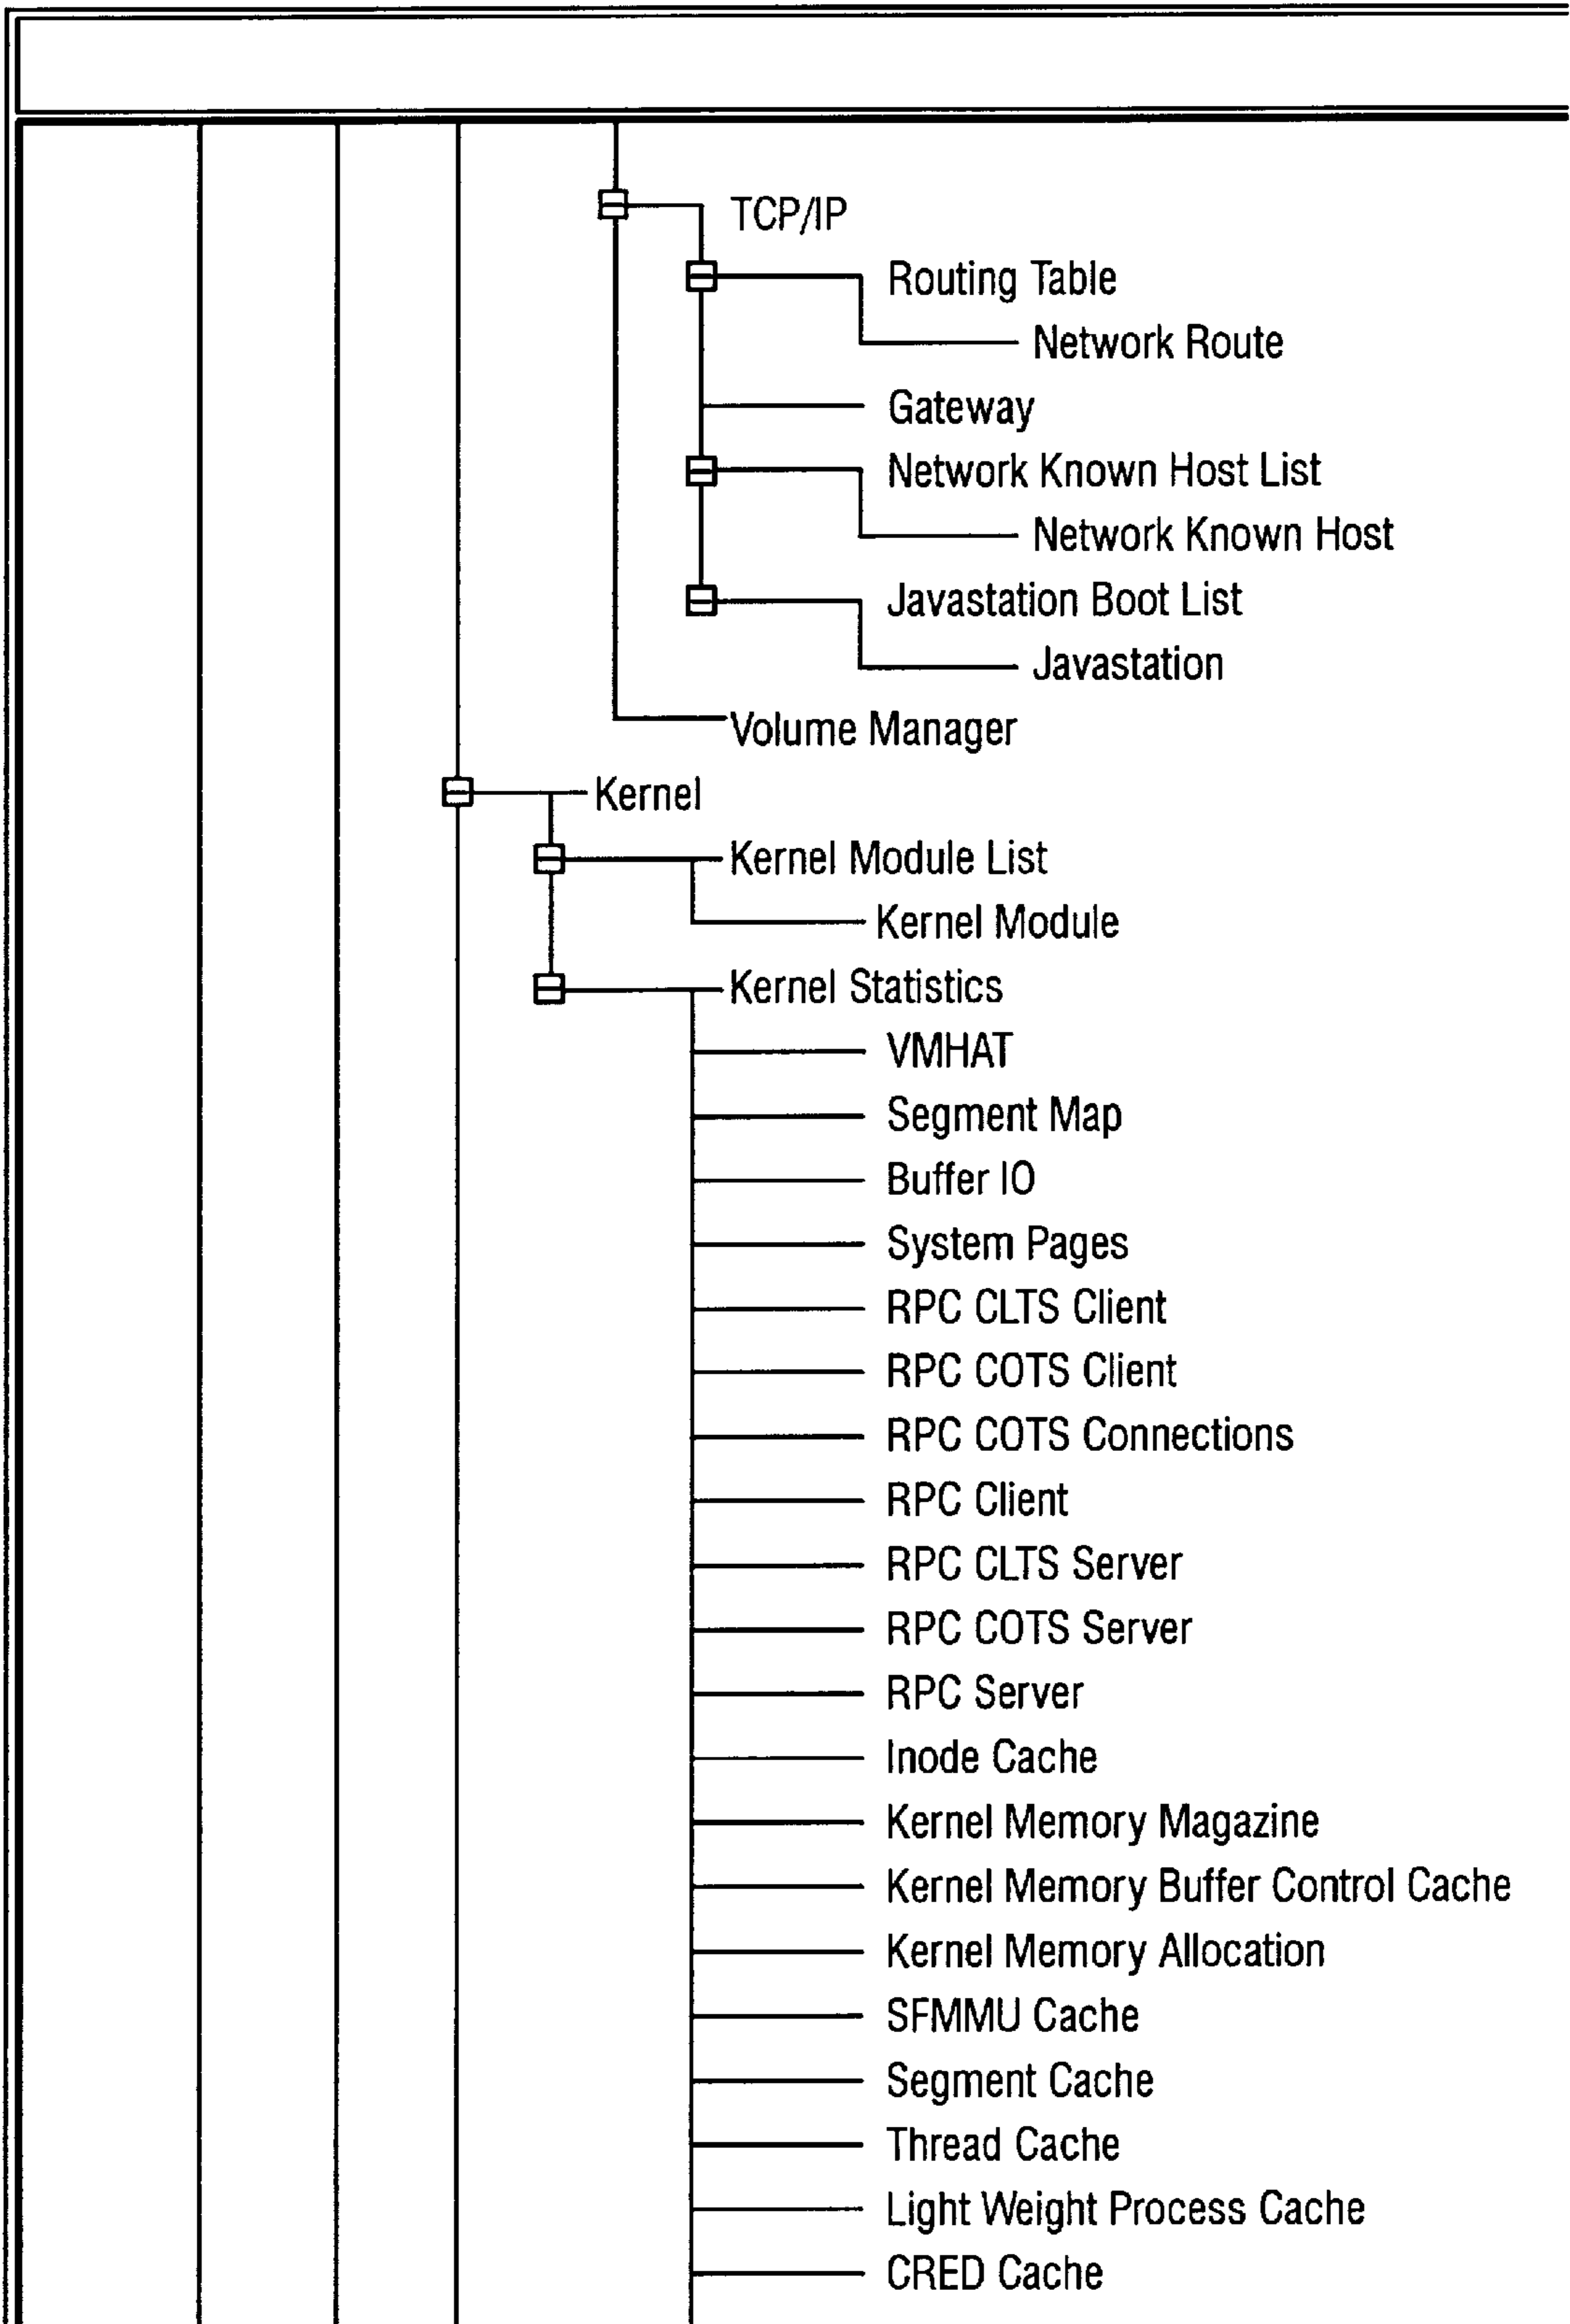 TCP/IP
Routing Table
Network Route
Gateway
Network Known Host List
Network Known Host
Javastation Boot List
Javastation
Volume Manager
Kernel
Kernel Module List
Kernel Module
Kernel Statistics
VMHAT
Segment Map
Buffer IO
System Pages
RPC CLTS Client
RPC COTS Client
RPC COTS Connections
RPC Client
RPC CLTS Server
RPC COTS Server
RPC Server
Inode Cache
Kernel Memory Magazine
Kernel Memory Buffer Control Cache
Kernel Memory Allocation
SFMMU Cache
Segment Cache
Thread Cache
Light Weight Process Cache
CRED Cache